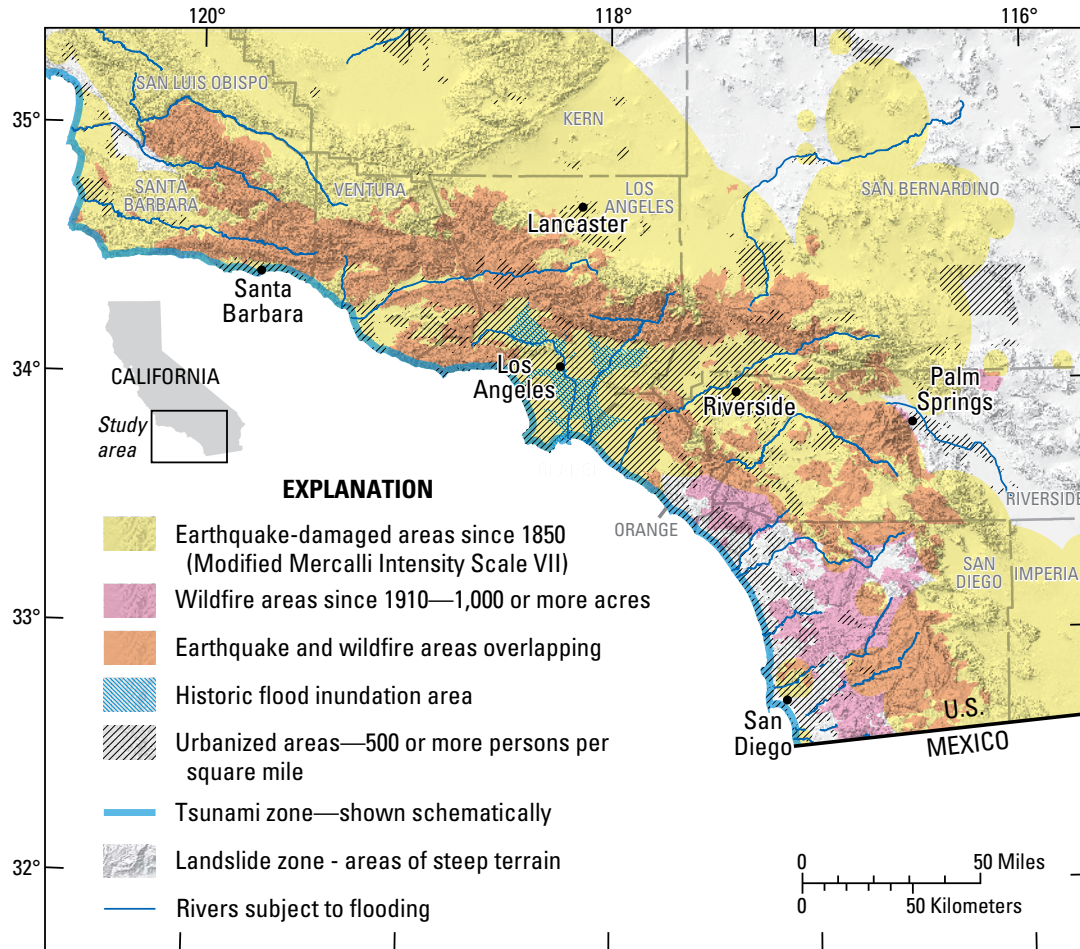 120°
118°
116°
35°
34°
33°
32°
SAN LUIS OBISPO
KERN
SANTA
BARBARA
VENTURA
LOS
ANGELES
SAN BERNARDINO
Lancaster
Santa
Barbara
Los
Angeles
Riverside
Palm
Springs
RIVERSIDE
ORANGE
SAN
DIEGO
IMPERIA
San
Diego
U.S.
MEXICO
CALIFORNIA
Study
area
EXPLANATION
Earthquake-damaged areas since 1850
(Modified Mercalli Intensity Scale VII)
Wildfire areas since 1910—1,000 or more acres
Earthquake and wildfire areas overlapping
Historic flood inundation area
Urbanized areas—500 or more persons per
square mile
Tsunami zone—shown schematically
Landslide zone - areas of steep terrain
Rivers subject to flooding
0 50 Miles
0 50 Kilometers